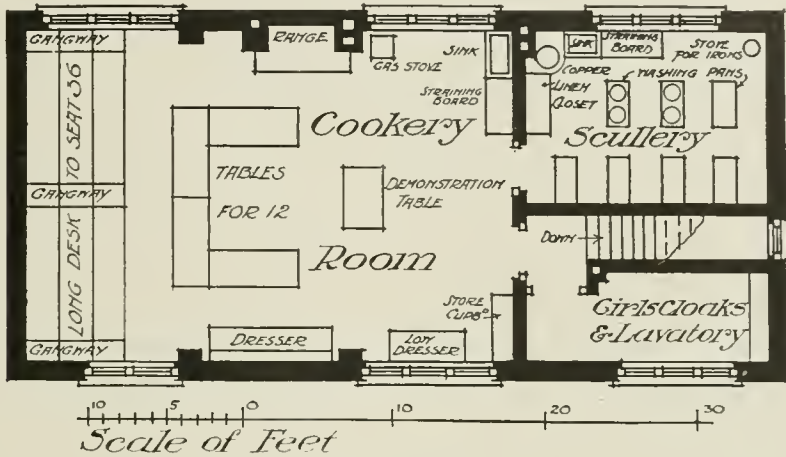 GANGWAY
RANGE
GAS STOVE
SINK
STRAINING
BOARD
SINK
STRAINING
BOARD
STOVE
FOR IRONS
COPPER
WASHING PANS
LINEN
CLOSET
Cookery
Scullery
LONG DESK TO SEAT 36
GANGWAY
TABLES
FOR 12
DEMONSTRATION
TABLE
DOWN
Room
STORE
CUPBD
Girls Cloaks
& Lavatory
GANGWAY
DRESSER
LOW
DRESSER
10 5 0 10 20 30
Scale of Feet